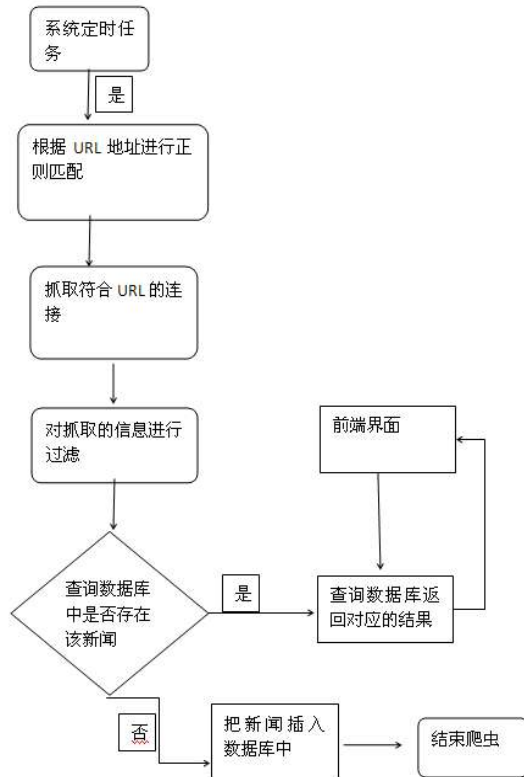 系统定时任
务
是
根据 URL 地址进行正
则匹配
抓取符合 URL 的连
接
对抓取的信息进行
过滤
前端界面
查询数据库
中是否存在
该新闻
是
查询数据库返
回对应的结果
否
把新闻插入
数据库中
结束爬虫